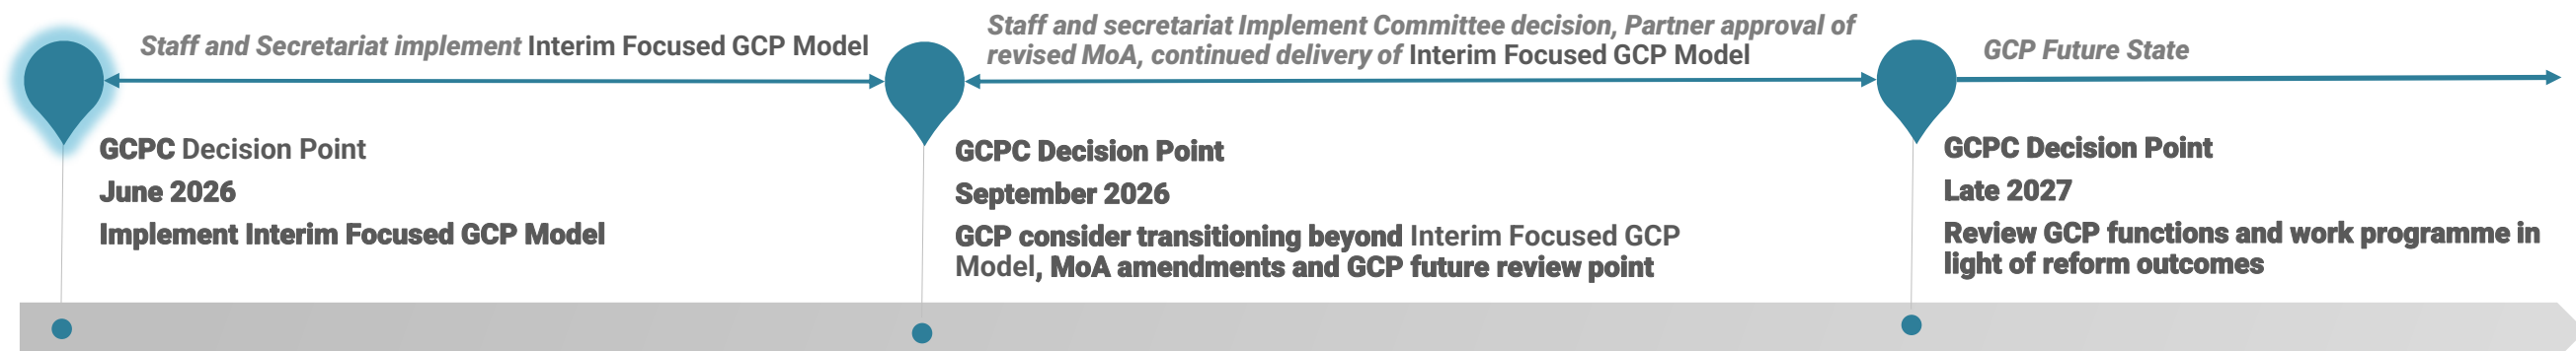 Staff and Secretariat implement Interim Focused GCP Model
Staff and secretariat Implement Committee decision, Partner approval of
revised MoA, continued delivery of Interim Focused GCP Model
GCP Future State
GCPC Decision Point
June 2026
Implement Interim Focused GCP Model
GCPC Decision Point
September 2026
GCP consider transitioning beyond Interim Focused GCP
Model, MoA amendments and GCP future review point
GCPC Decision Point
Late 2027
Review GCP functions and work programme in
light of reform outcomes